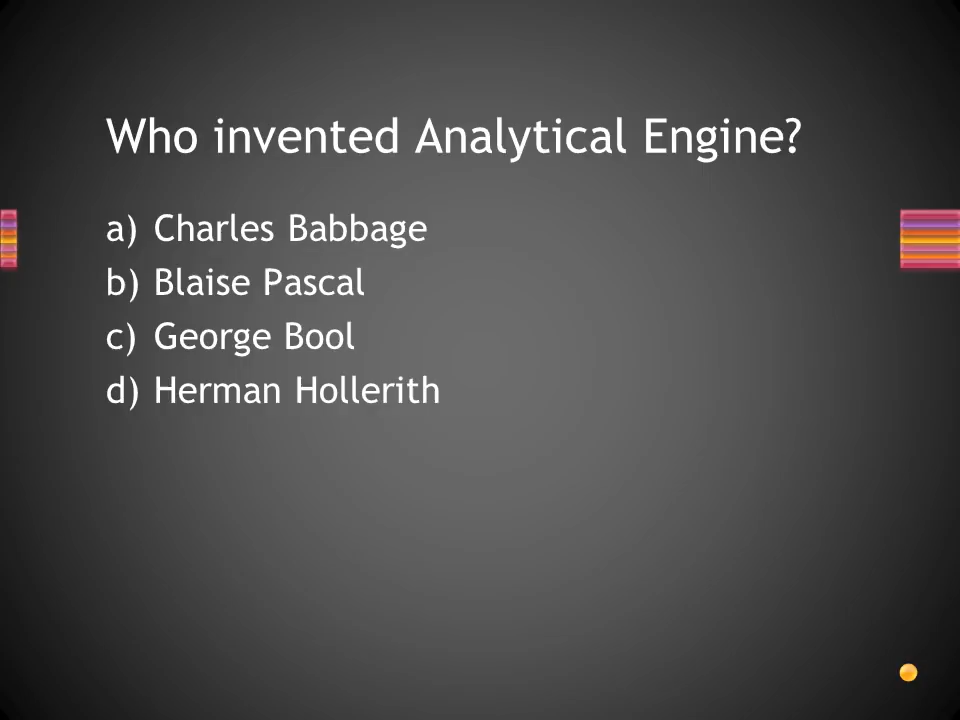 Who invented Analytical Engine?
a) Charles Babbage
b) Blaise Pascal
c) George Bool
d) Herman Hollerith